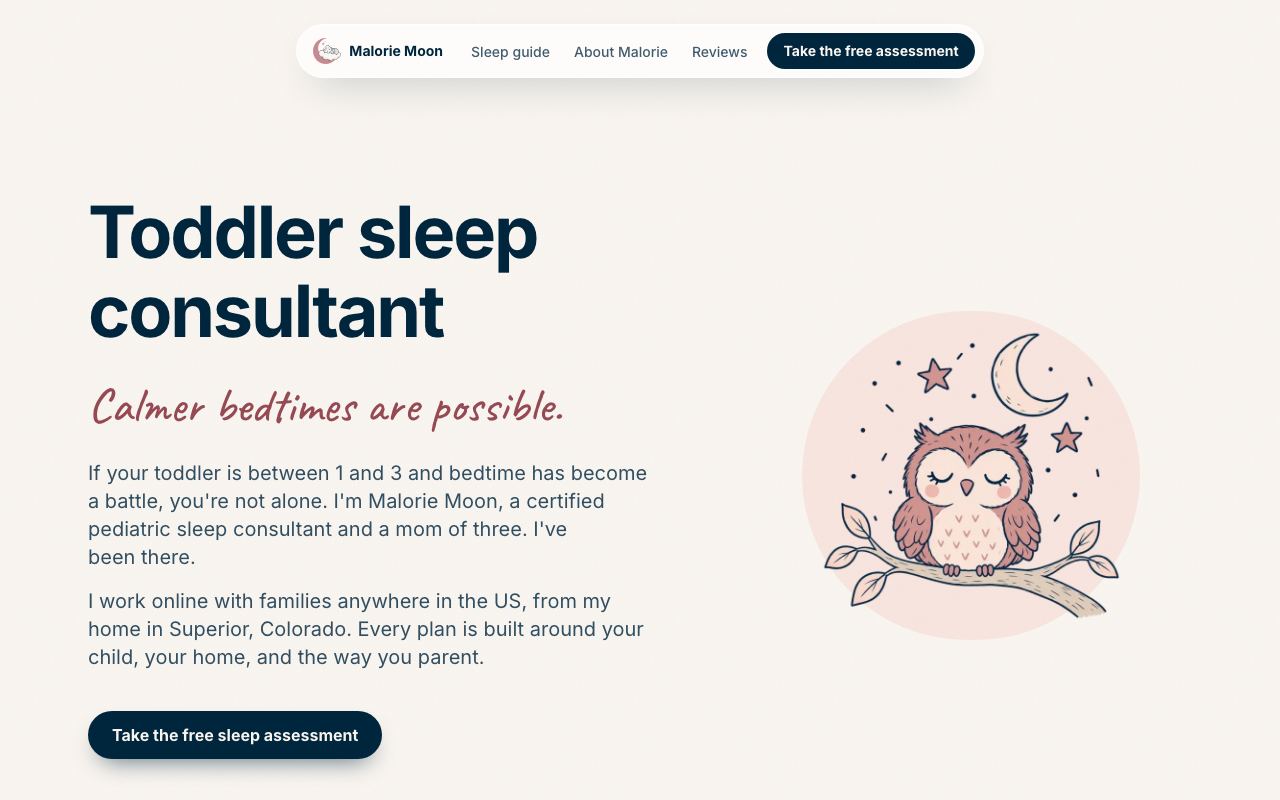 Malorie Moon
Sleep guide
About Malorie
Reviews
Take the free assessment
Toddler sleep
consultant
Calmer bedtimes are possible.
If your toddler is between 1 and 3 and bedtime has become
a battle, you're not alone. I'm Malorie Moon, a certified
pediatric sleep consultant and a mom of three. I've
been there.
I work online with families anywhere in the US, from my
home in Superior, Colorado. Every plan is built around your
child, your home, and the way you parent.
Take the free sleep assessment